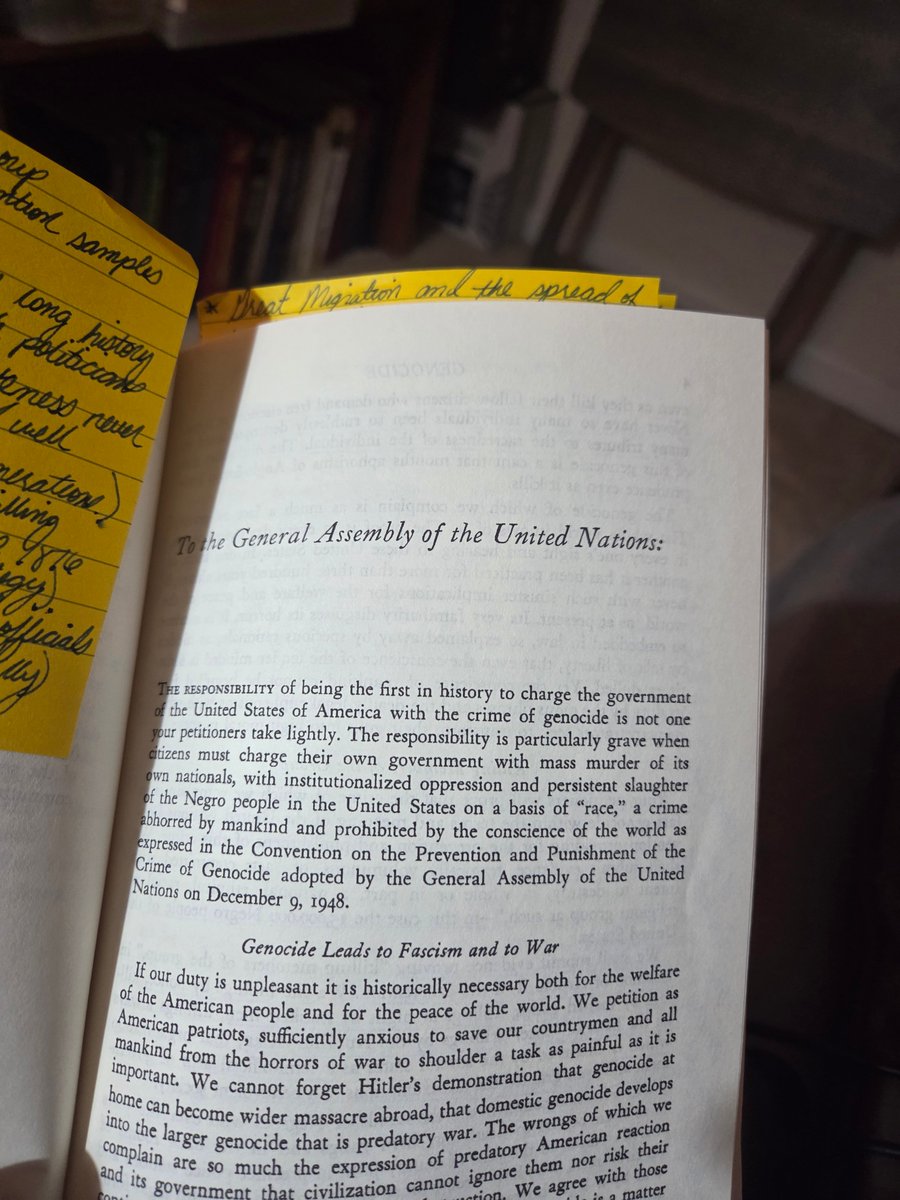 samples
long history
politicians
never
well
1876
officials
* Great Migration and the spread of
GENOCIDE
4
To the General Assembly of the United Nations:
THE RESPONSIBILITY of being the first in history to charge the government
of the United States of America with the crime of genocide is not one
your petitioners take lightly. The responsibility is particularly grave when
citizens must charge their own government with mass murder of its
own nationals, with institutionalized oppression and persistent slaughter
of the Negro people in the United States on a basis of “race,” a crime
abhorred by mankind and prohibited by the conscience of the world as
expressed in the Convention on the Prevention and Punishment of the
Crime of Genocide adopted by the General Assembly of the United
Nations on December 9, 1948.
Genocide Leads to Fascism and to War
If our duty is unpleasant it is historically necessary both for the welfare
of the American people and for the peace of the world. We petition as
American patriots, sufficiently anxious to save our countrymen and all
mankind from the horrors of war to shoulder a task as painful as it is
important. We cannot forget Hitler’s demonstration that genocide at
home can become wider massacre abroad, that domestic genocide develops
into the larger genocide that is predatory war. The wrongs of which we
complain are so much the expression of predatory American reaction
and its government that civilization cannot ignore them nor risk their
We agree with those
is a matter